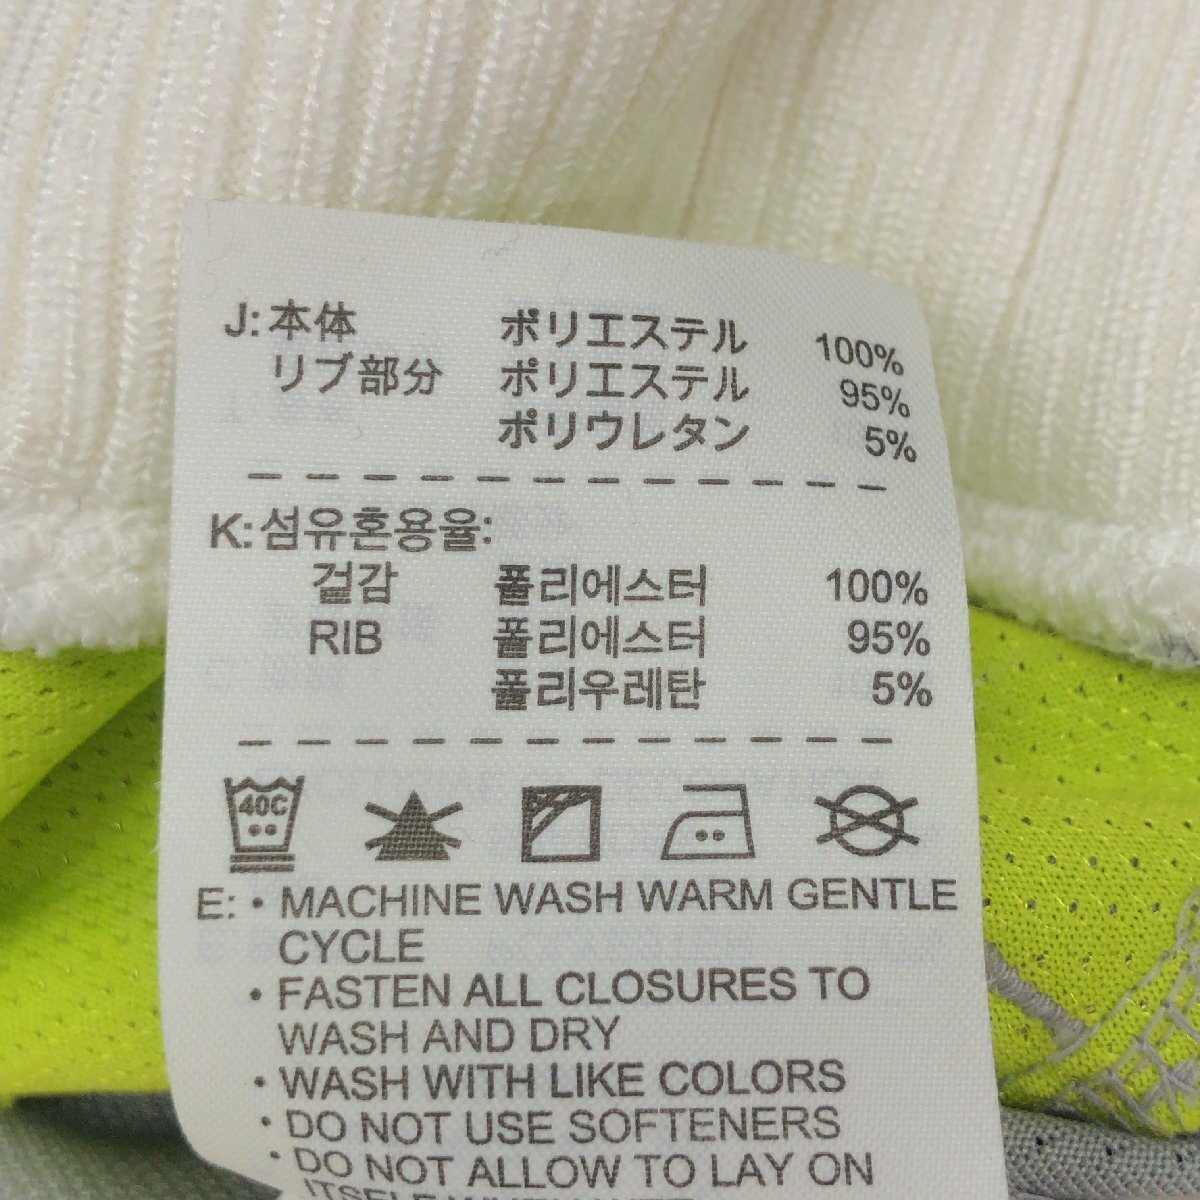 J: 本体 ポリエステル 100%
リブ部分 ポリエステル 95%
ポリウレタン 5%
K: 섬유혼용율:
겉감 폴리에스터 100%
RIB 폴리에스터 95%
폴리우레탄 5%
40C
E: • MACHINE WASH WARM GENTLE
CYCLE
• FASTEN ALL CLOSURES TO
WASH AND DRY
• WASH WITH LIKE COLORS
• DO NOT USE SOFTENERS
• DO NOT ALLOW TO LAY ON
ITSELF